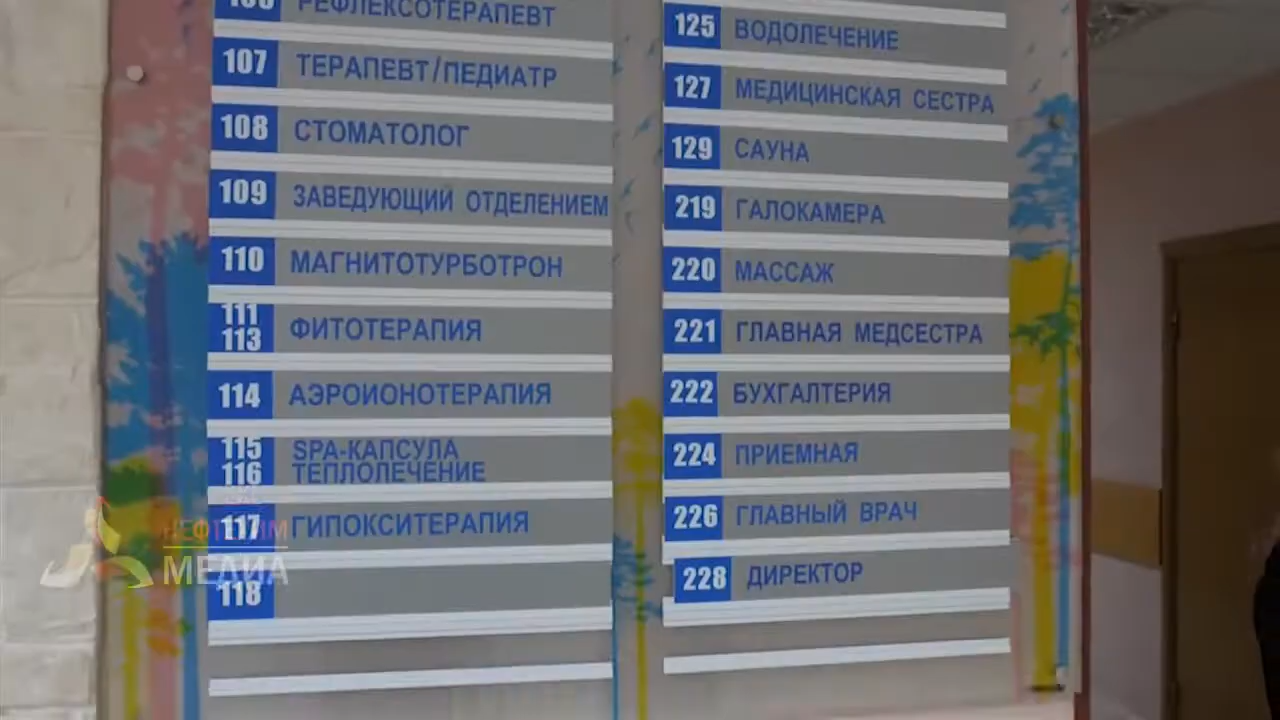 РЕФЛЕКСОТЕРАПЕВТ
107 ТЕРАПЕВТ/ПЕДИАТР
108 СТОМАТОЛОГ
109 ЗАВЕДУЮЩИЙ ОТДЕЛЕНИЕМ
110 МАГНИТОТУРБОТРОН
111
113 ФИТОТЕРАПИЯ
114 АЭРОИОНОТЕРАПИЯ
115 SPA-КАПСУЛА
116 ТЕПЛОЛЕЧЕНИЕ
117 ГИПОКСИТЕРАПИЯ
118
125 ВОДОЛЕЧЕНИЕ
127 МЕДИЦИНСКАЯ СЕСТРА
129 САУНА
219 ГАЛОКАМЕРА
220 МАССАЖ
221 ГЛАВНАЯ МЕДСЕСТРА
222 БУХГАЛТЕРИЯ
224 ПРИЕМНАЯ
226 ГЛАВНЫЙ ВРАЧ
228 ДИРЕКТОР
НЕФТЕХИМ
МЕДИА